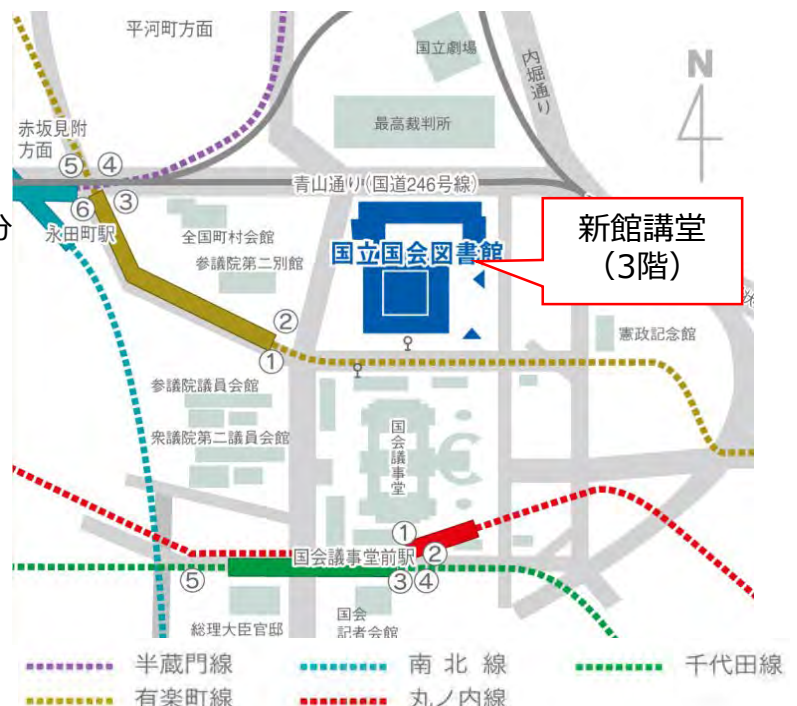 平河町方面
国立劇場
内堀通り
N
最高裁判所
赤坂見附
方面
⑤
④
青山通り(国道246号線)
⑥
③
分
永田町駅
全国町村会館
参議院第二別館
国立国会図書館
新館講堂
（3階）
②
①
憲政記念館
参議院議員会館
衆議院第二議員会館
国会議事堂
①
②
国会議事堂前駅
⑤
③
④
総理大臣官邸
国会
記者会館
半蔵門線
南北線
千代田線
有楽町線
丸ノ内線